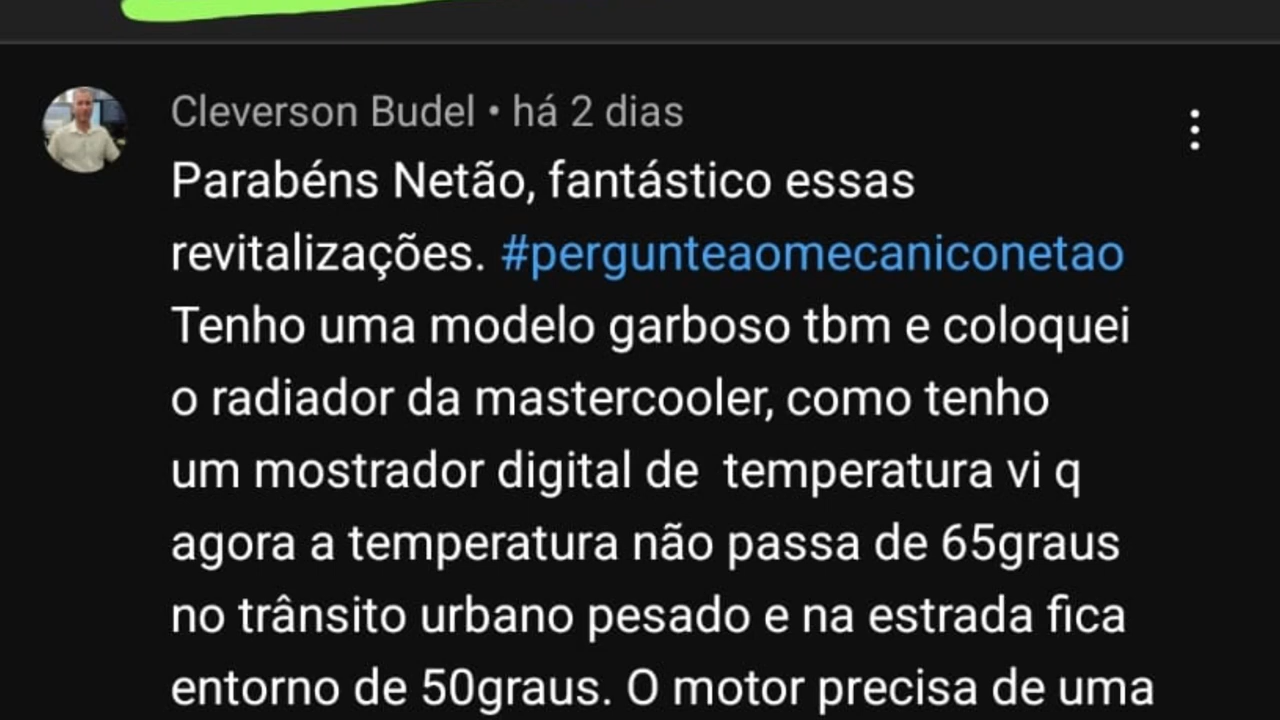 Cleverson Budel • há 2 dias
Parabéns Netão, fantástico essas
revitalizações. #pergunteaomecaniconetao
Tenho uma modelo garboso tbm e coloquei
o radiador da mastercooler, como tenho
um mostrador digital de  temperatura vi q
agora a temperatura não passa de 65graus
no trânsito urbano pesado e na estrada fica
entorno de 50graus. O motor precisa de uma